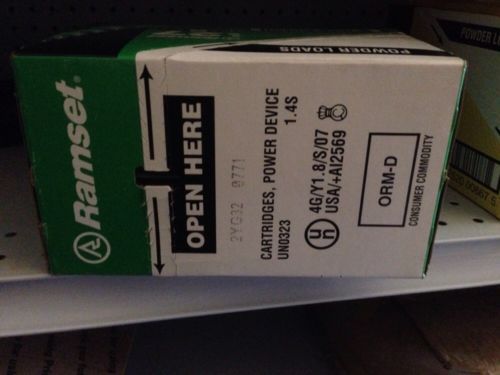 Ramset
POWDER LOADS
OPEN HERE
2YG32 0771
CARTRIDGES, POWER DEVICE
UN0323 1.4S
4G/Y1.8/S/07
USA/+AI2569
ORM-D
CONSUMER COMMODITY
POWDER